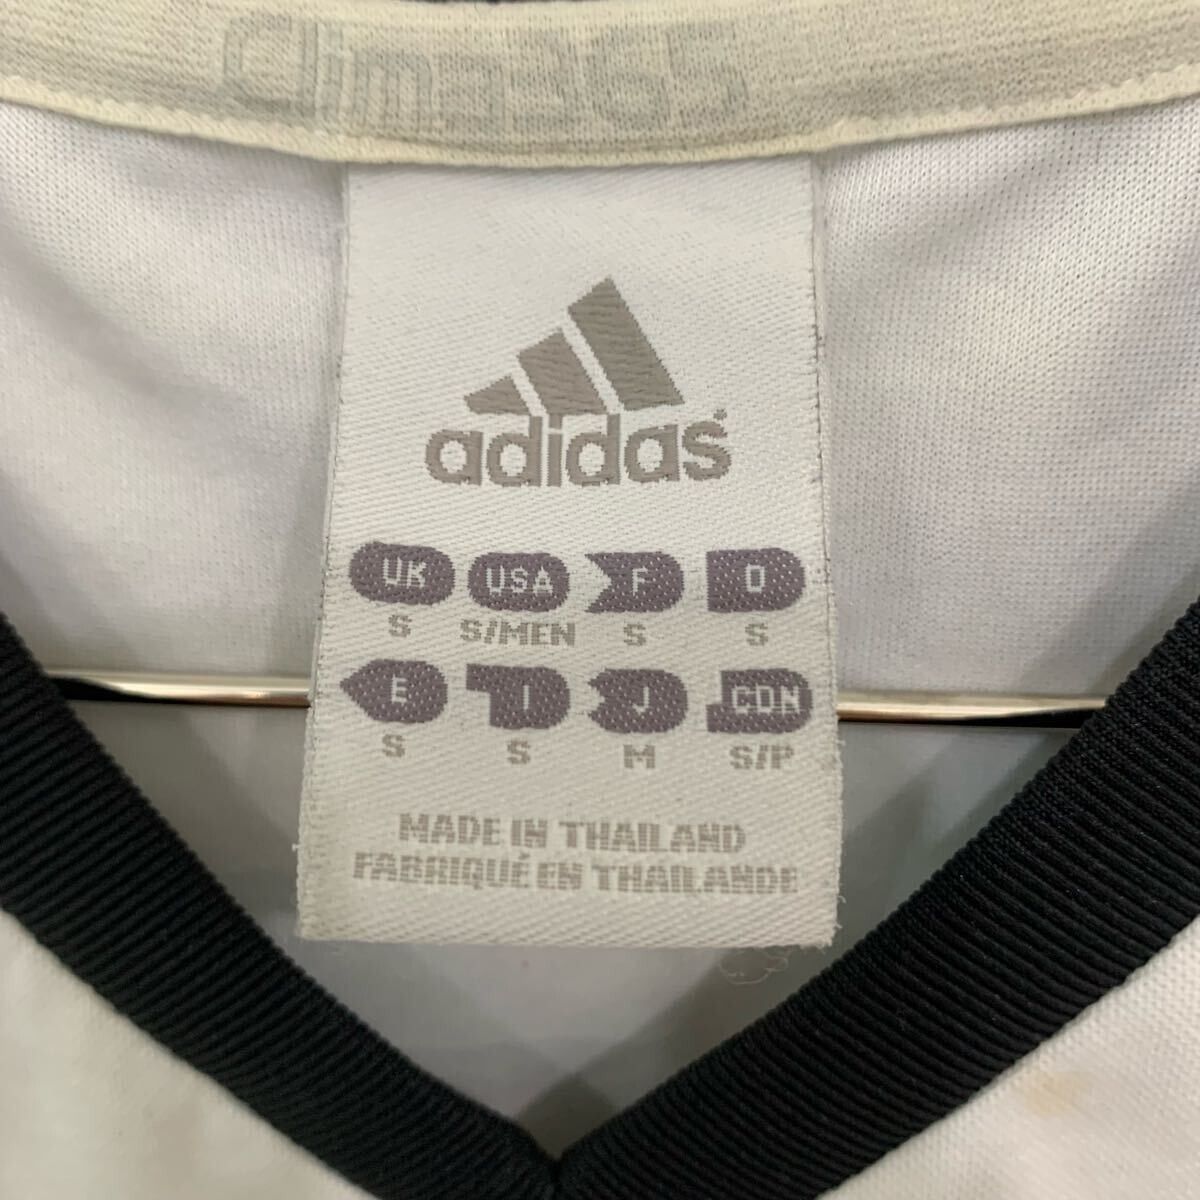 Clima365
adidas
UK USA F D
S S/MEN S S
E I J CDN
S S M S/P
MADE IN THAILAND
FABRIQUÉ EN THAILANDE